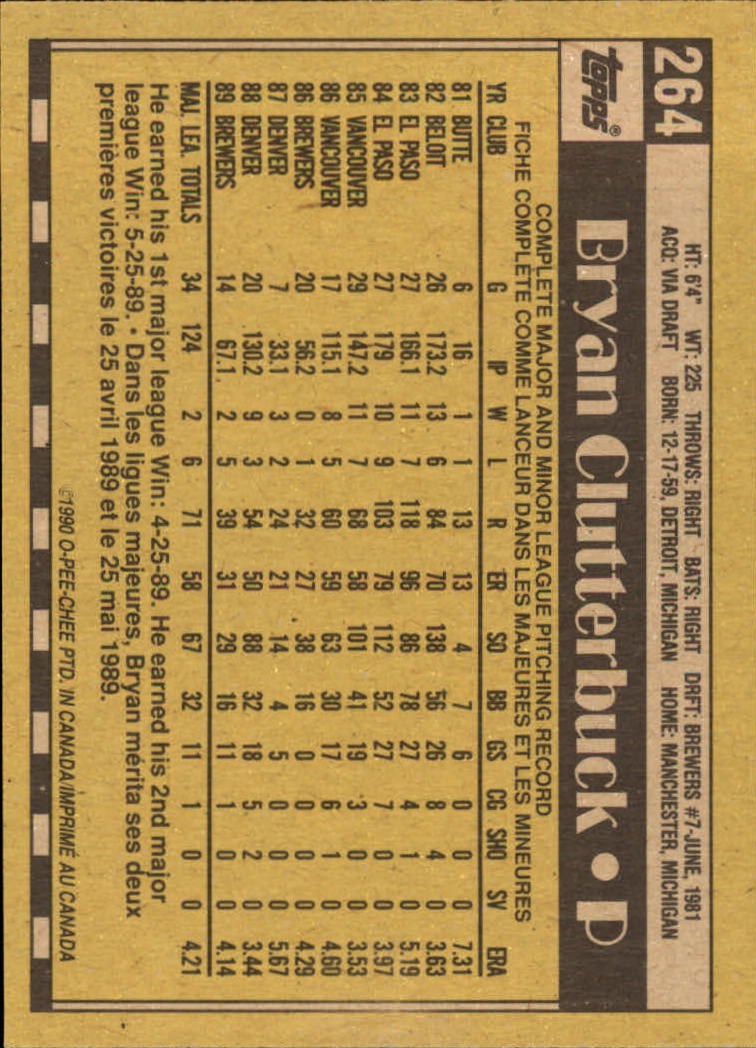 264
HT: 6'4" WT: 225 THROWS: RIGHT BATS: RIGHT DRFT: BREWERS #7-JUNE, 1981
ACQ: VIA DRAFT BORN: 12-17-59, DETROIT, MICHIGAN HOME: MANCHESTER, MICHIGAN
TOPPS®
Bryan Clutterbuck • P
COMPLETE MAJOR AND MINOR LEAGUE PITCHING RECORD
FICHE COMPLÈTE COMME LANCEUR DANS LES MAJEURES ET LES MINEURES
YR CLUB G IP W L R ER SO BB GS CG SHO SV ERA
81 BUTTE 6 16 1 1 13 13 4 7 6 0 0 0 7.31
82 BELOIT 26 173.2 13 6 84 70 138 56 26 8 4 0 3.63
83 EL PASO 27 166.1 11 7 118 96 86 78 27 4 1 0 5.19
84 EL PASO 27 179 10 9 103 79 112 52 27 7 0 0 3.97
85 VANCOUVER 29 147.2 11 7 68 58 101 41 19 3 0 0 3.53
86 VANCOUVER 17 115.1 8 5 60 59 63 30 17 6 1 0 4.60
86 BREWERS 20 56.2 0 1 32 27 38 16 0 0 0 0 4.29
87 DENVER 7 33.1 3 2 24 21 14 4 5 0 0 0 5.67
88 DENVER 20 130.2 9 3 54 50 88 32 18 5 2 0 3.44
89 BREWERS 14 67.1 2 5 39 31 29 16 11 1 0 0 4.14
MAJ. LEA. TOTALS 34 124 2 6 71 58 67 32 11 1 0 0 4.21
He earned his 1st major league Win: 4-25-89. He earned his 2nd major
league Win: 5-25-89. • Dans les ligues majeures, Bryan mérita ses deux
premières victoires le 25 avril 1989 et le 25 mai 1989.
©1990 O-PEE-CHEE PTD. IN CANADA/IMPRIMÉ AU CANADA